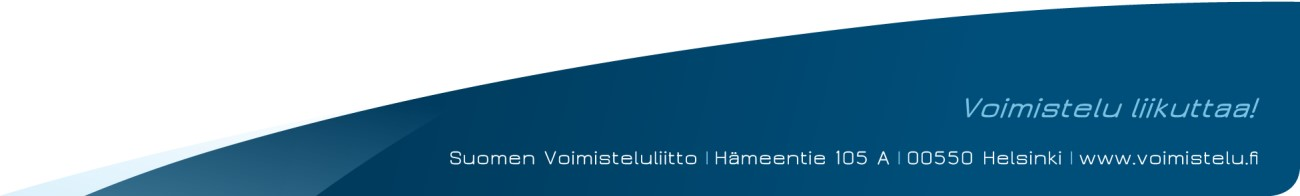 Voimistelu liikuttaa!
Suomen Voimisteluliitto | Hämeentie 105 A | 00550 Helsinki | www.voimistelu.fi